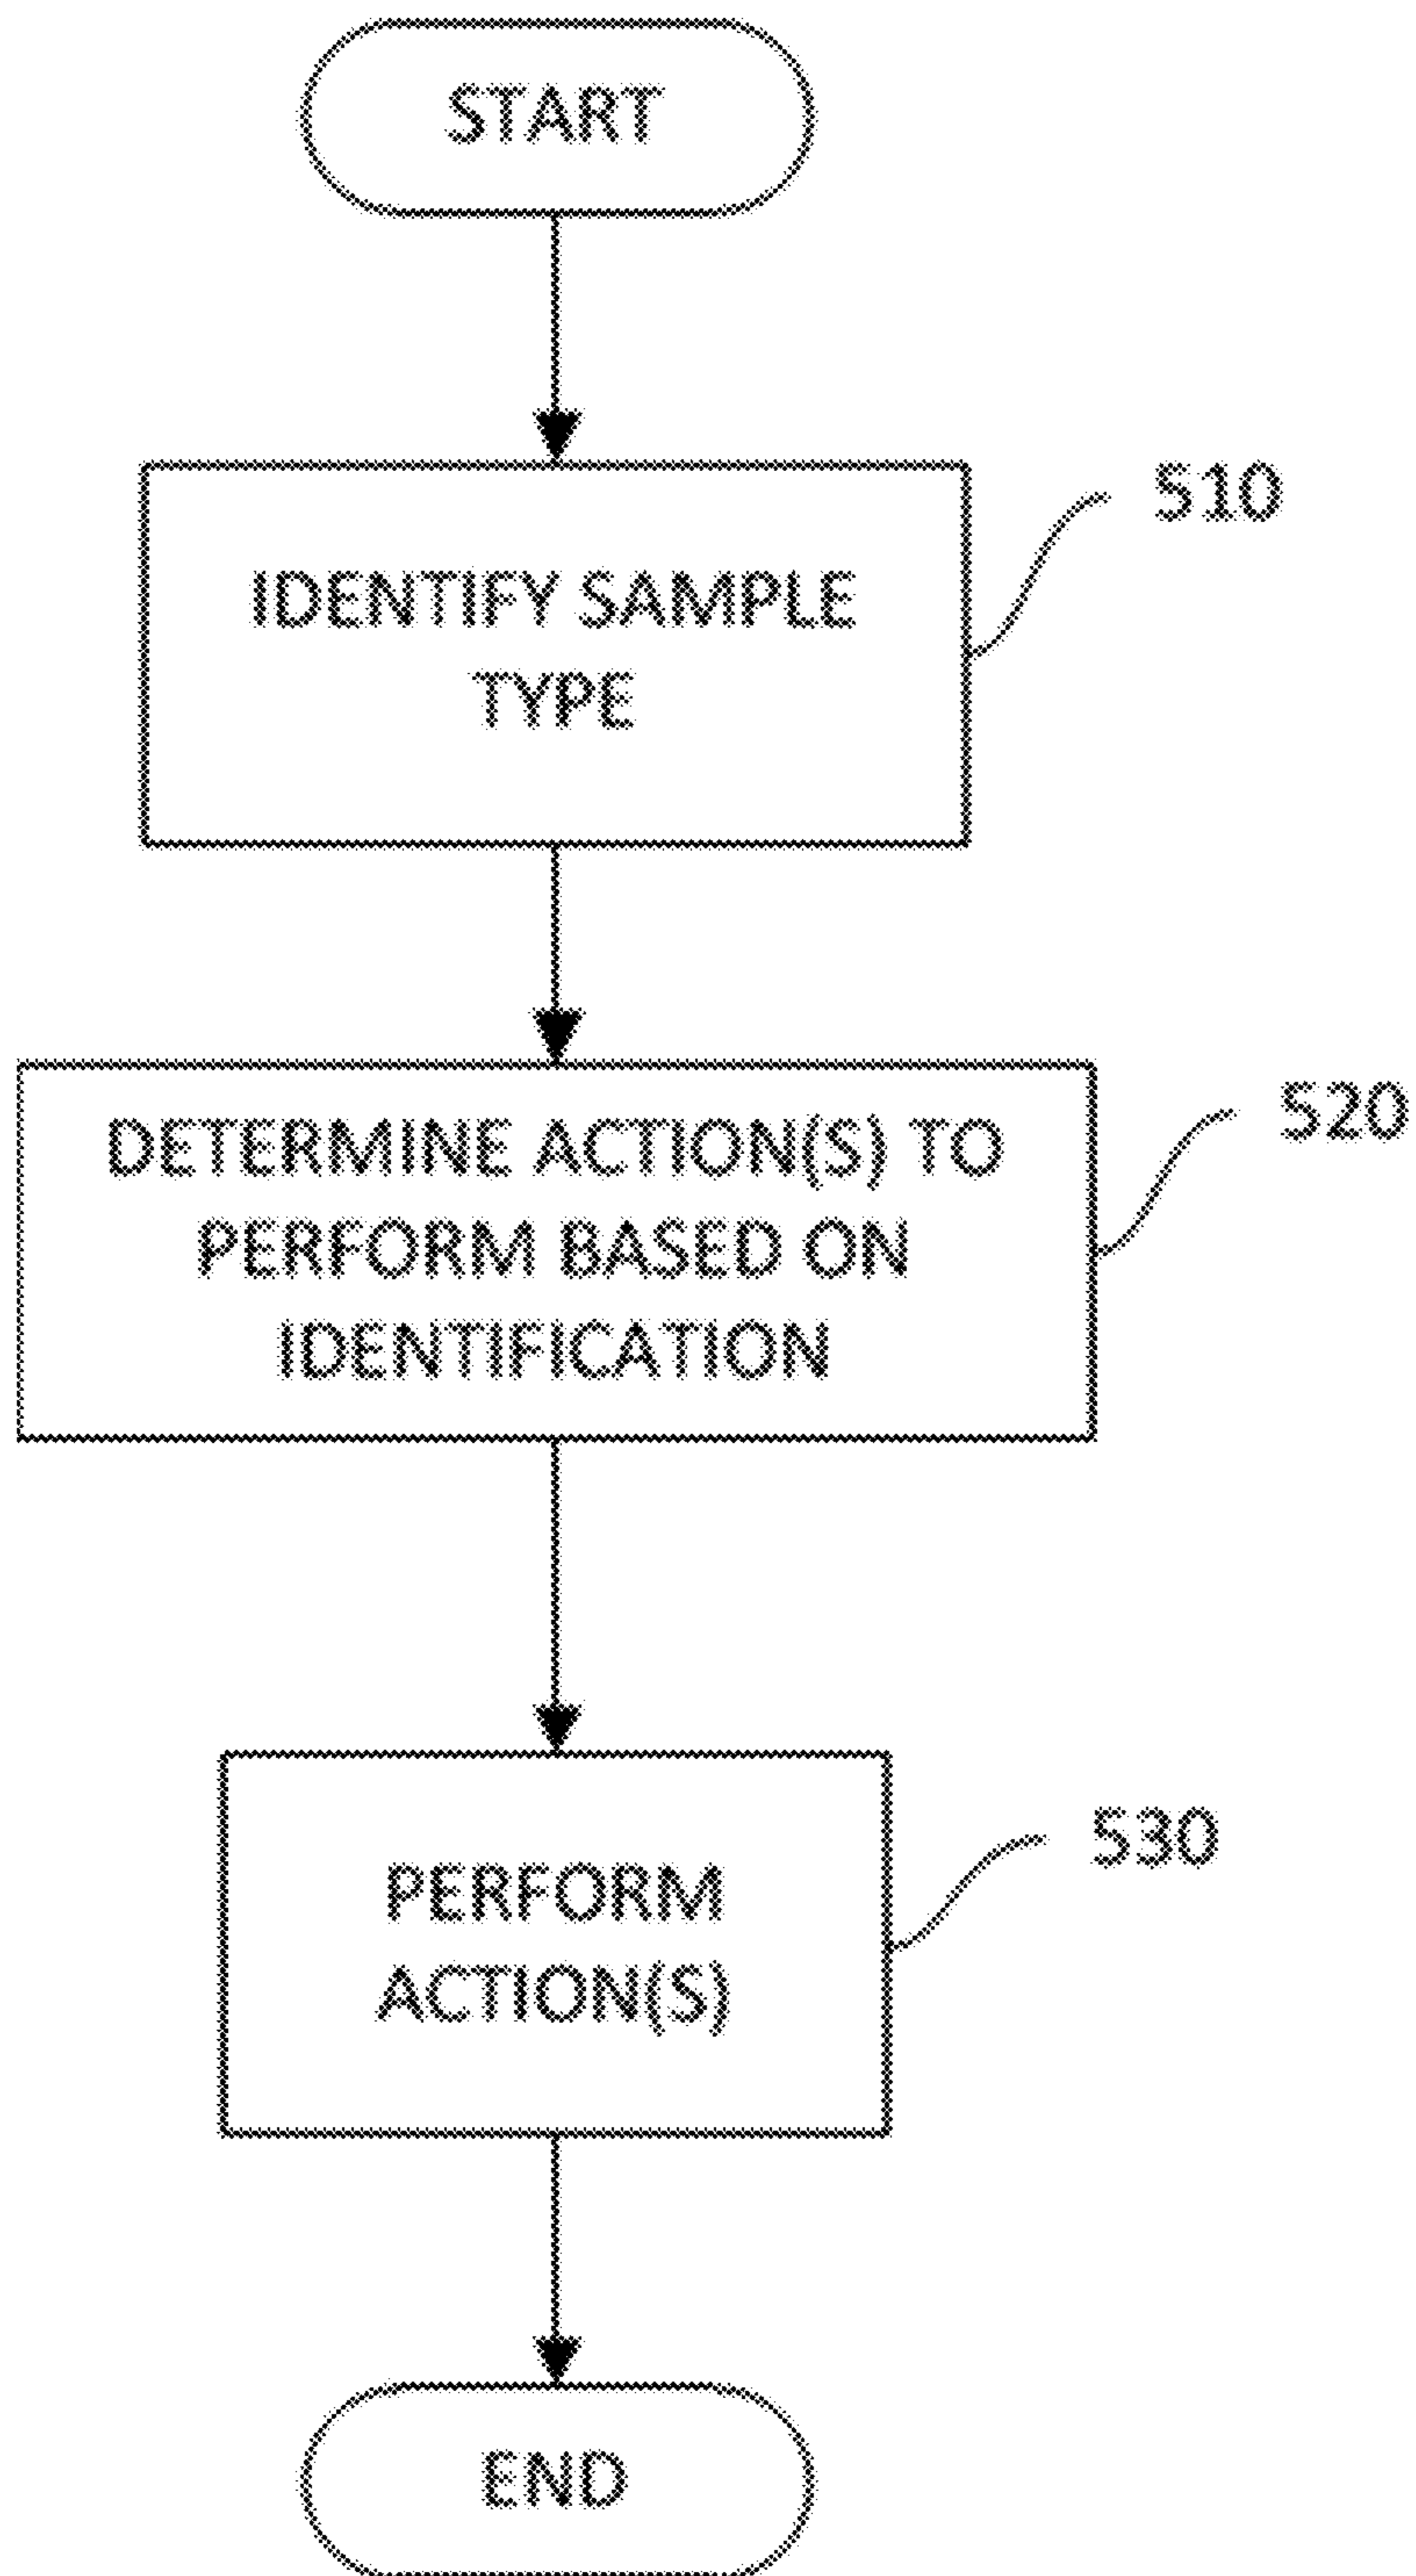 START
510
IDENTIFY SAMPLE
TYPE
520
DETERMINE ACTION(S) TO
PERFORM BASED ON
IDENTIFICATION
530
PERFORM
ACTION(S)
END